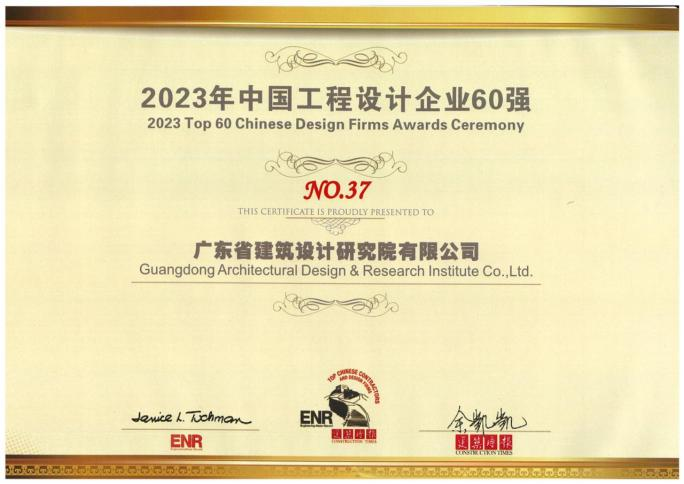 2023年中国工程设计企业60强
2023 Top 60 Chinese Design Firms Awards Ceremony
NO.37
THIS CERTIFICATE IS PROUDLY PRESENTED TO
广东省建筑设计研究院有限公司
Guangdong Architectural Design & Research Institute Co.,Ltd.
TOP CHINESE CONTRACTORS
AND DESIGN FIRMS
Janice L. Tuchman
ENR
ENR
建筑时报
CONSTRUCTION TIMES
余凯凯
建筑时报
CONSTRUCTION TIMES